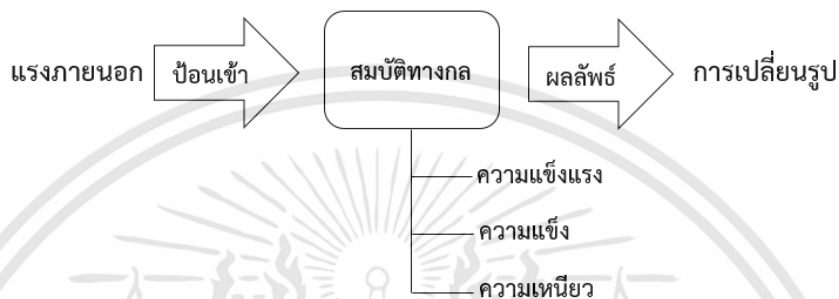 แรงภายนอก ป้อนเข้า สมบัติทางกล ผลลัพธ์ การเปลี่ยนรูป
ความแข็งแรง
ความแข็ง
ความเหนียว